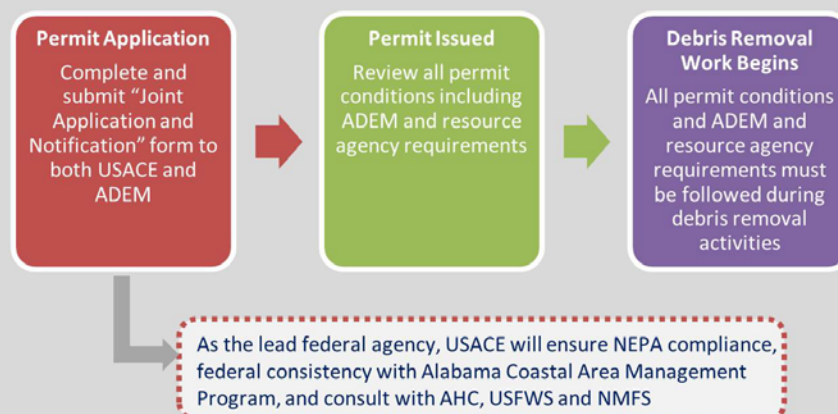 Permit Application
Complete and
submit “Joint
Application and
Notification” form to
both USACE and
ADEM
Permit Issued
Review all permit
conditions including
ADEM and resource
agency requirements
Debris Removal
Work Begins
All permit conditions
and ADEM and
resource agency
requirements must
be followed during
debris removal
activities
As the lead federal agency, USACE will ensure NEPA compliance,
federal consistency with Alabama Coastal Area Management
Program, and consult with AHC, USFWS and NMFS